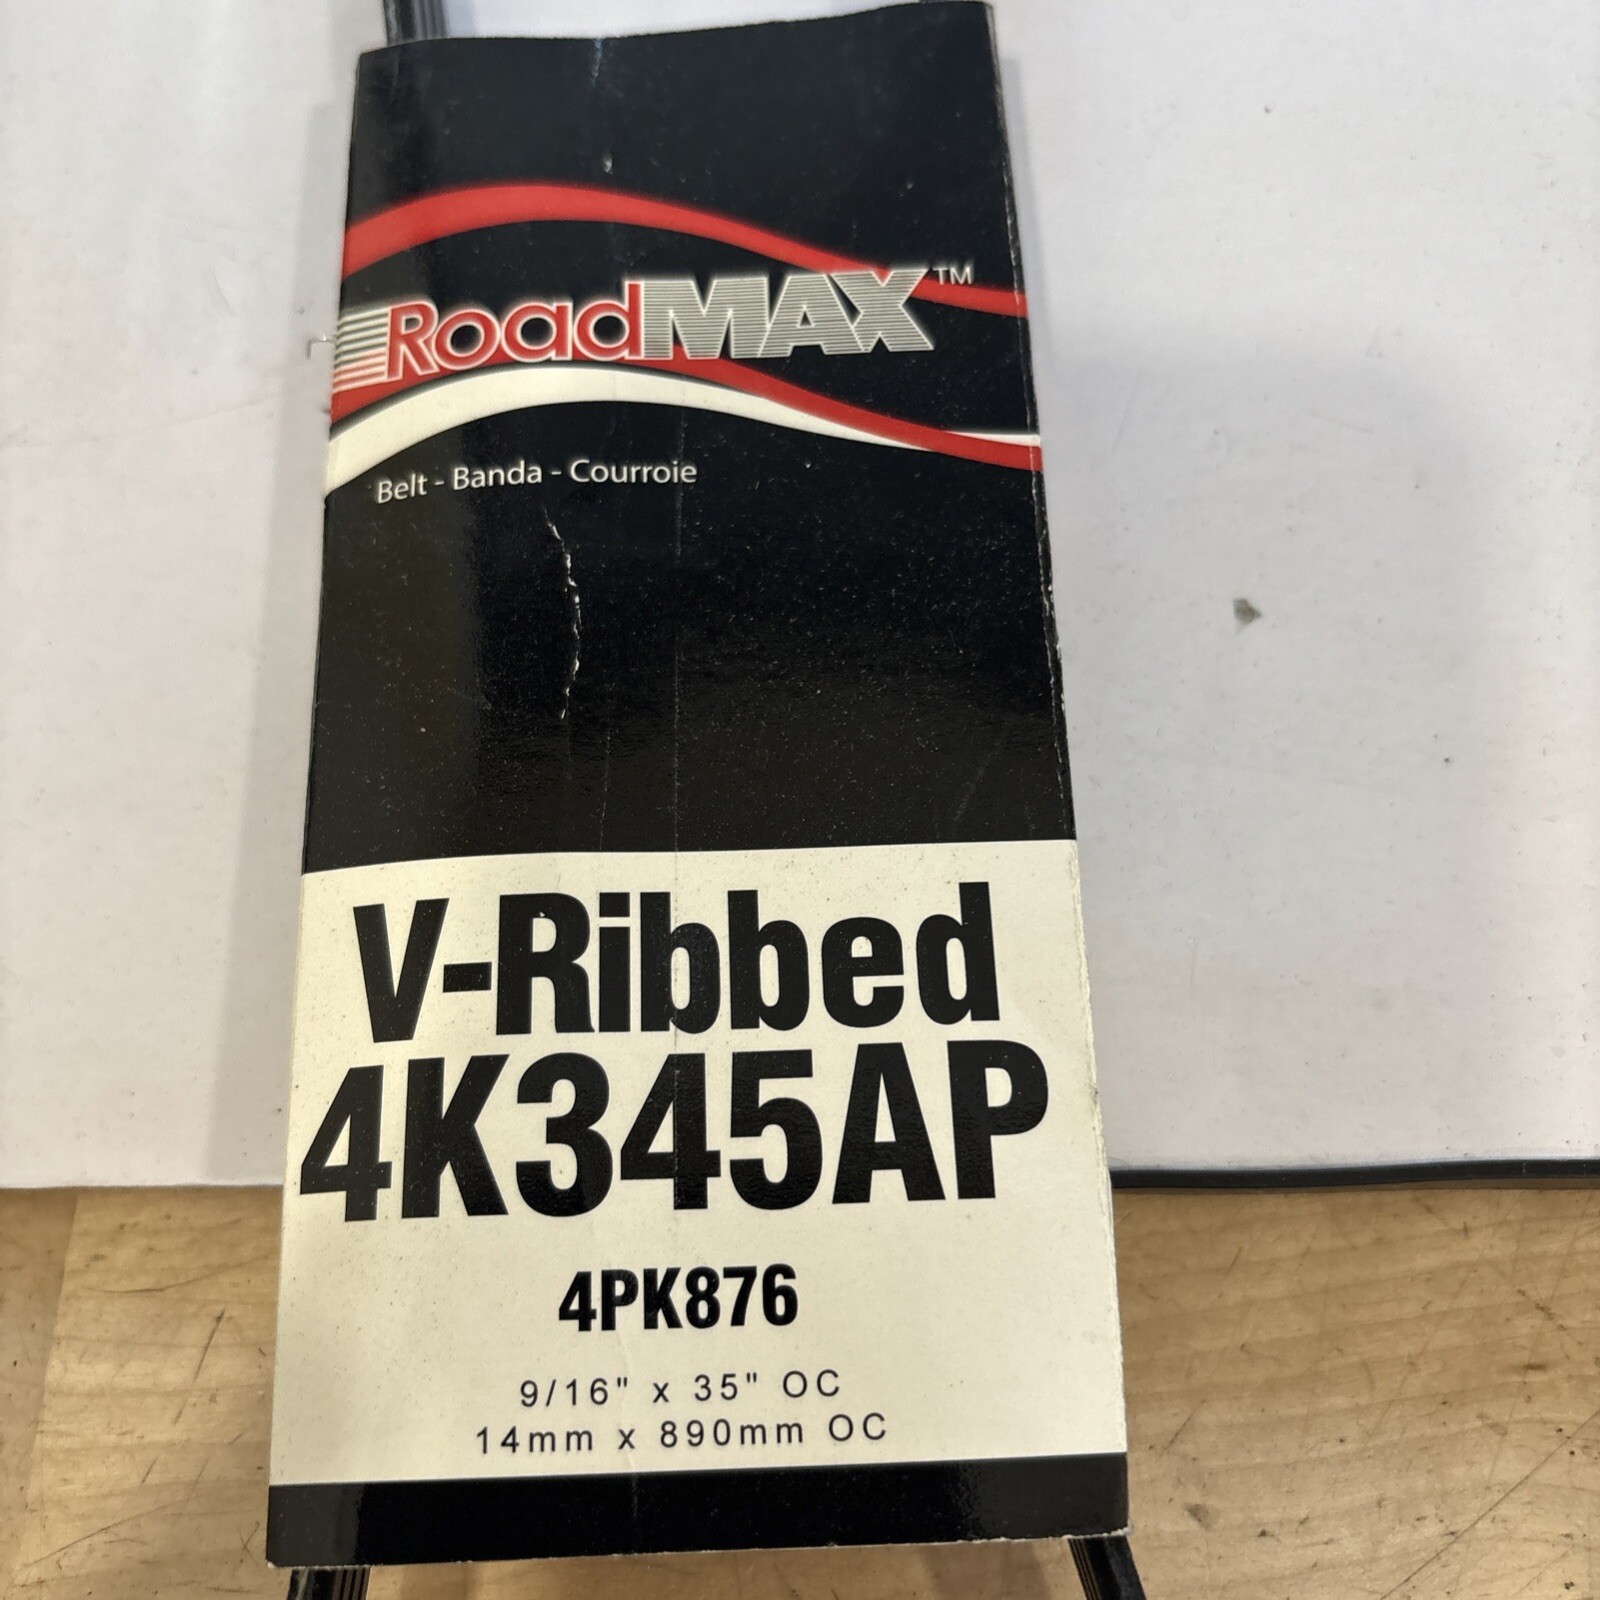 RoadMAX™
Belt - Banda - Courroie
V-Ribbed
4K345AP
4PK876
9/16" x 35" OC
14mm x 890mm OC